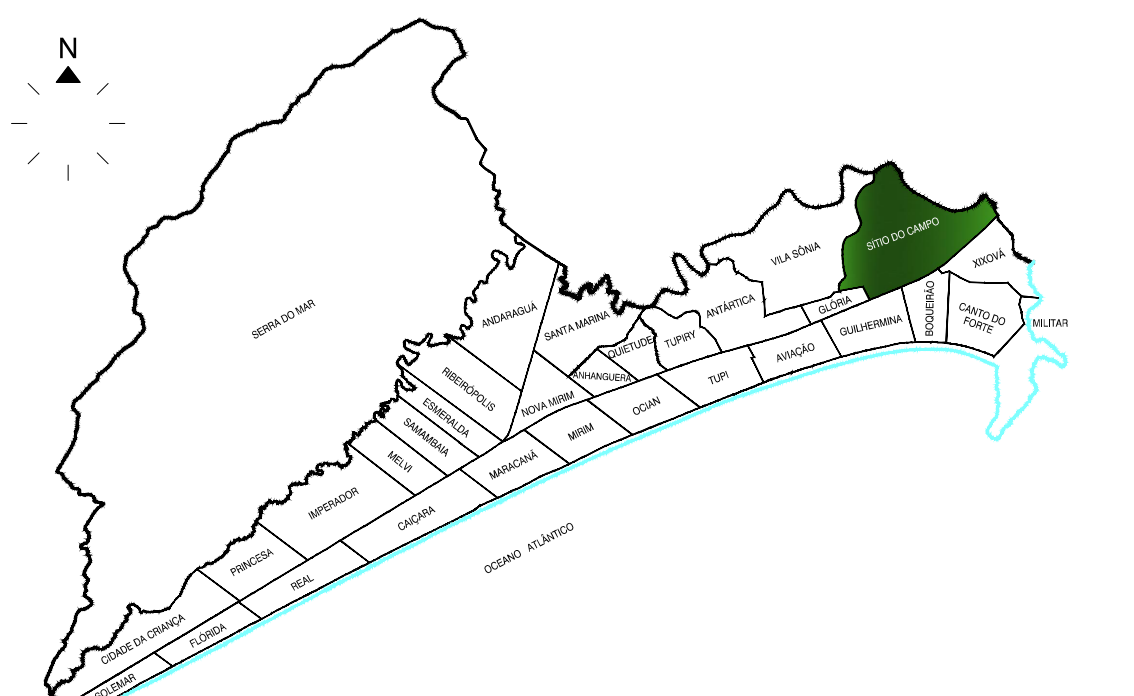 N
SÍTIO DO CAMPO
VILA SÔNIA
XIXOVÁ
SERRA DO MAR
ANDARAGUÁ
ANTÁRTICA
GLÓRIA
BOQUEIRÃO
CANTO DO
FORTE
MILITAR
SANTA MARINA
GUILHERMINA
QUIETUDE
TUPIRY
AVIAÇÃO
ANHANGUERA
TUPI
RIBEIRÓPOLIS
NOVA MIRIM
OCIAN
ESMERALDA
MIRIM
SAMAMBAIA
MARACANÃ
MELVI
IMPERADOR
CAIÇARA
OCEANO ATLÂNTICO
PRINCESA
REAL
CIDADE DA CRIANÇA
FLÓRIDA
SOLEMAR